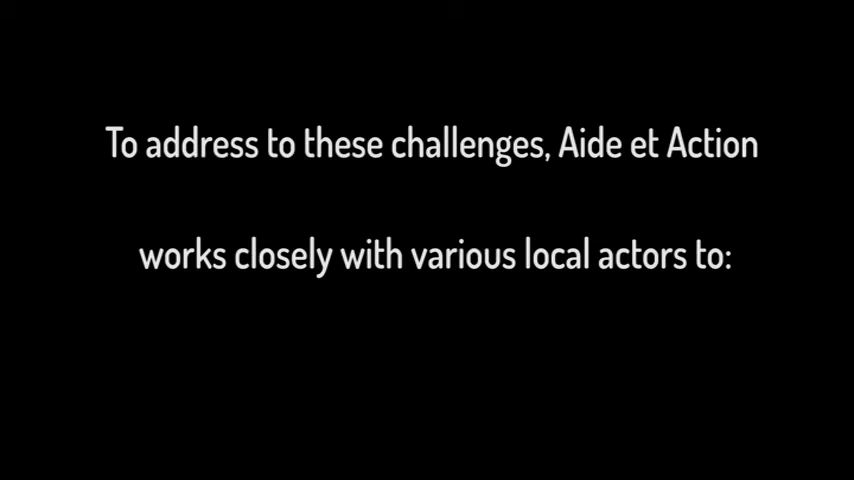 To address to these challenges, Aide et Action
works closely with various local actors to: